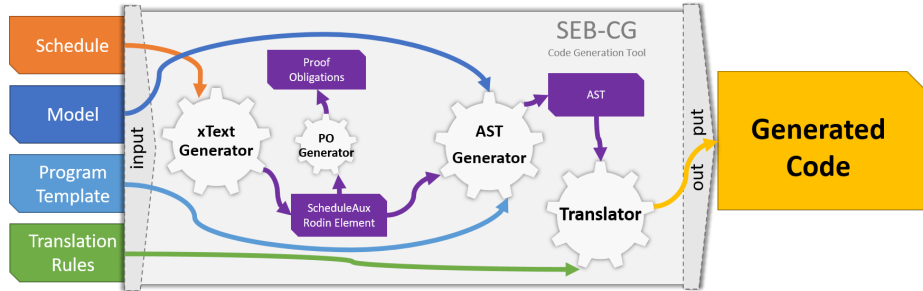 SEB-CG
Code Generation Tool
Schedule
Model
Program
Template
Translation
Rules
input
xText
Generator
Proof
Obligations
PO
Generator
ScheduleAux
Rodin Element
AST
Generator
AST
Translator
out put
Generated
Code